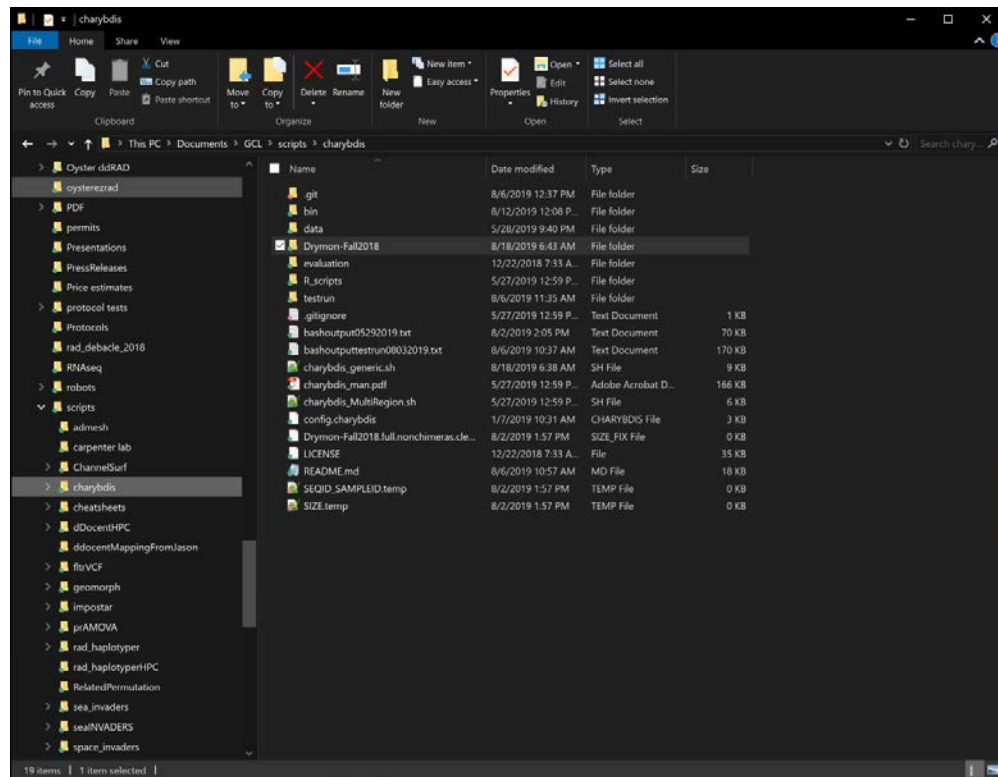 charybdis
File Home Share View
Pin to Quick access
Copy
Paste
Cut
Copy path
Paste shortcut
Clipboard
Move to
Copy to
Delete
Rename
Organize
New folder
New item
Easy access
New
Properties
Open
Edit
History
Open
Select all
Select none
Invert selection
Select
This PC > Documents > GCL > scripts > charybdis
Search chary...
Oyster ddRAD
oysterezrad
PDF
permits
Presentations
PressReleases
Price estimates
protocol tests
Protocols
rad_debacle_2018
RNAseq
robots
scripts
admesh
carpenter lab
ChannelSurf
charybdis
cheatsheets
dDocentHPC
ddocentMappingFromJason
fltrVCF
geomorph
impostar
prAMOVA
rad_haplotyper
rad_haplotyperHPC
RelatedPermutation
sea_invaders
seaINVADERS
space_invaders
Name Date modified Type Size
.git 8/6/2019 12:37 PM File folder
bin 8/12/2019 12:08 P... File folder
data 5/28/2019 9:40 PM File folder
Drymon-Fall2018 8/18/2019 6:43 AM File folder
evaluation 12/22/2018 7:33 A... File folder
R_scripts 5/27/2019 12:59 P... File folder
testrun 8/6/2019 11:35 AM File folder
.gitignore 5/27/2019 12:59 P... Text Document 1 KB
bashoutput05292019.txt 8/2/2019 2:05 PM Text Document 70 KB
bashoutputtestrun08032019.txt 8/6/2019 10:37 AM Text Document 170 KB
charybdis_generic.sh 8/18/2019 6:38 AM SH File 9 KB
charybdis_man.pdf 5/27/2019 12:59 P... Adobe Acrobat D... 166 KB
charybdis_MultiRegion.sh 5/27/2019 12:59 P... SH File 6 KB
config.charybdis 1/7/2019 10:31 AM CHARYBDIS File 3 KB
Drymon-Fall2018.full.nonchimeras.cle... 8/2/2019 1:57 PM SIZE_FIX File 0 KB
LICENSE 12/22/2018 7:33 A... File 35 KB
README.md 8/6/2019 10:57 AM MD File 18 KB
SEQID_SAMPLEID.temp 8/2/2019 1:57 PM TEMP File 0 KB
SIZE.temp 8/2/2019 1:57 PM TEMP File 0 KB
19 items | 1 item selected |